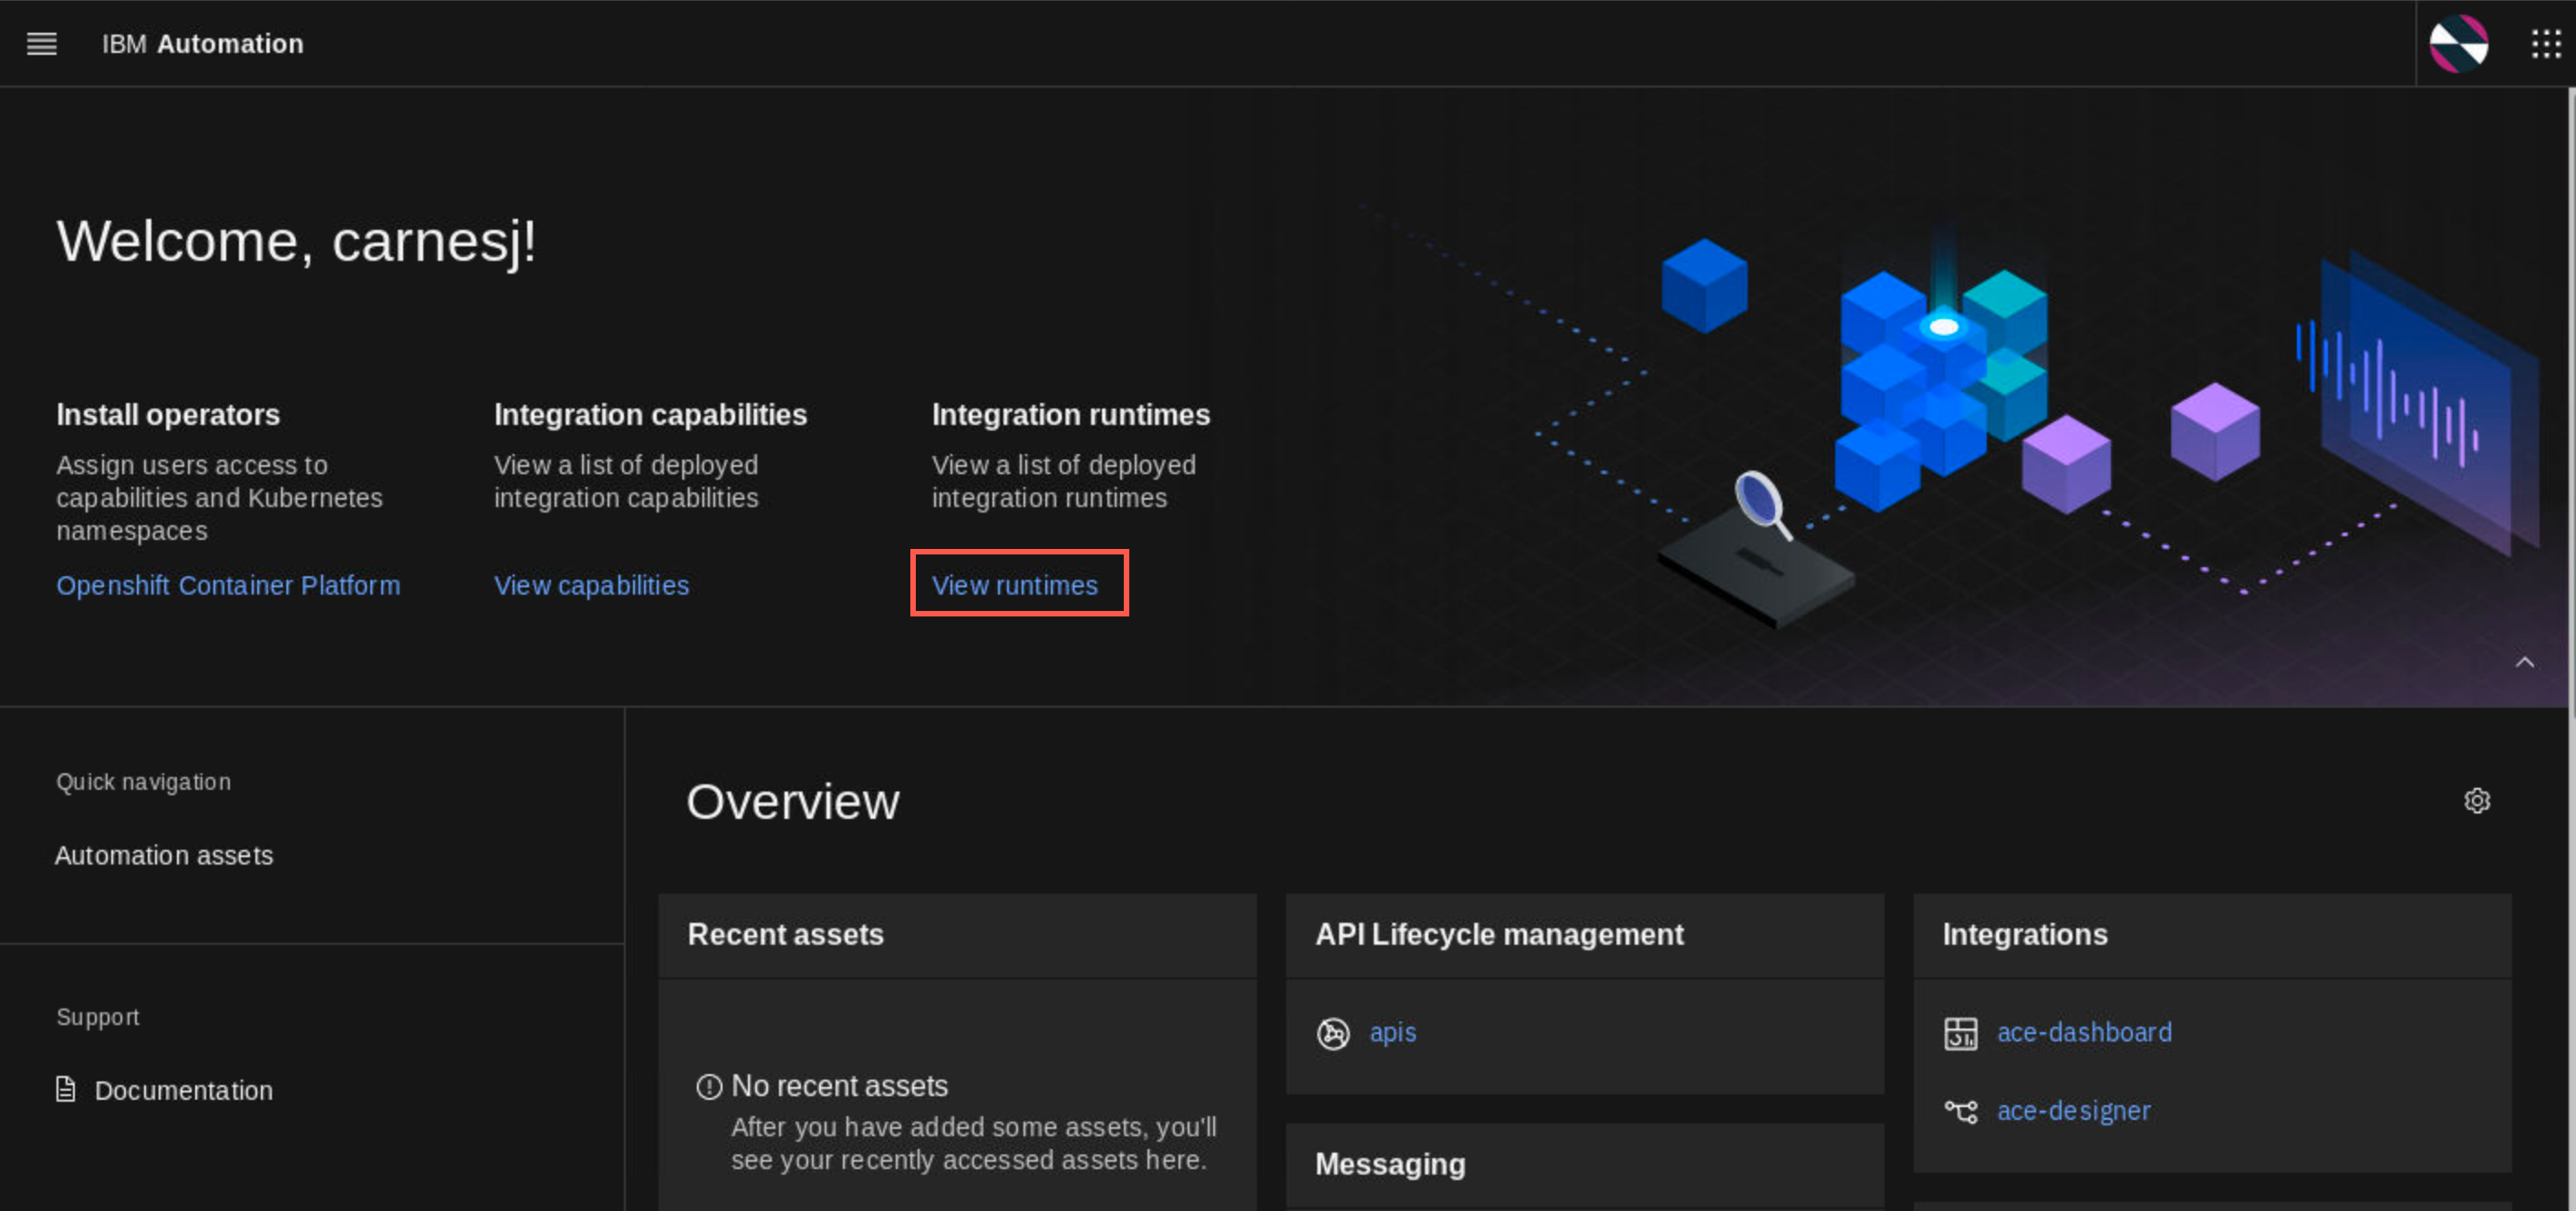 IBM Automation
Welcome, carnesj!
Install operators
Assign users access to
capabilities and Kubernetes
namespaces
Openshift Container Platform
Integration capabilities
View a list of deployed
integration capabilities
View capabilities
Integration runtimes
View a list of deployed
integration runtimes
View runtimes
Quick navigation
Automation assets
Support
Documentation
Overview
Recent assets
No recent assets
After you have added some assets, you'll
see your recently accessed assets here.
API Lifecycle management
apis
Messaging
Integrations
ace-dashboard
ace-designer